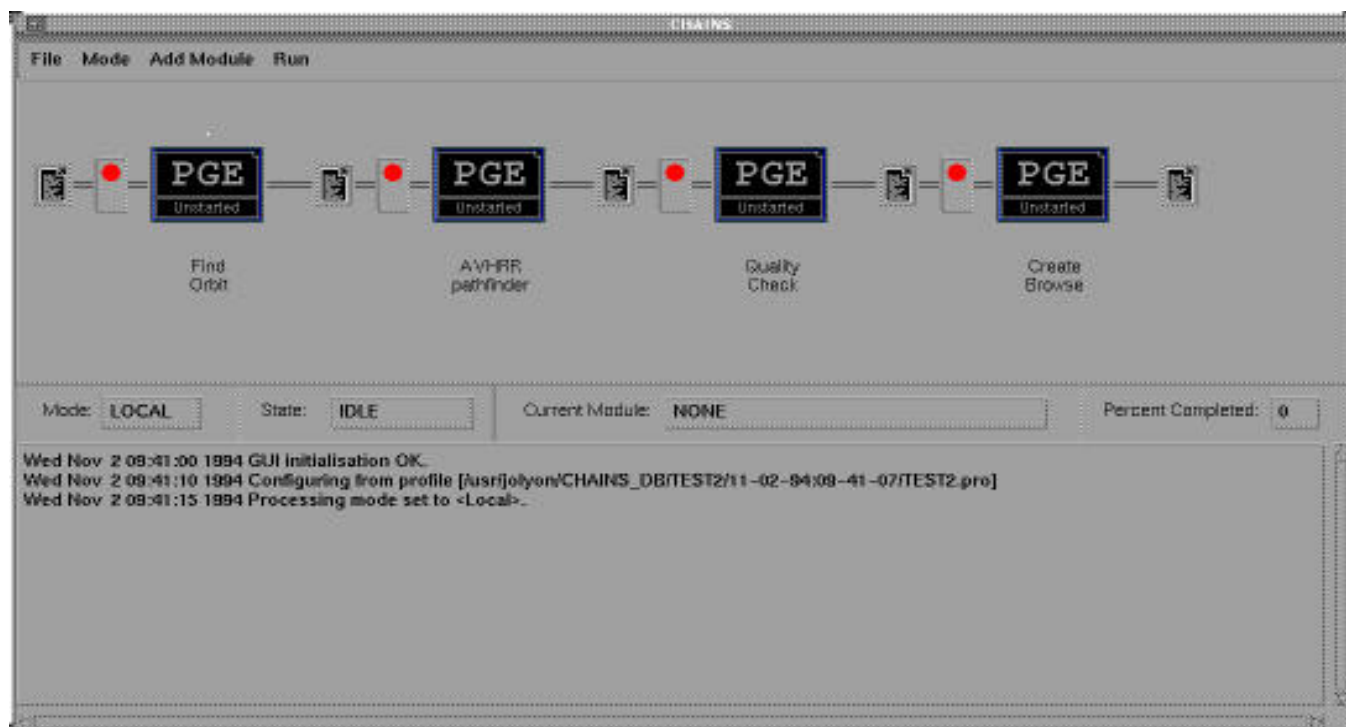 CHAINS
File Mode Add Module Run
PGE PGE PGE PGE
Unstarted Unstarted Unstarted Unstarted
Find AVHRR Quality Create
Orbit pathfinder Check Browse
Mode: LOCAL State: IDLE Current Module: NONE Percent Completed: 0
Wed Nov 2 09:41:00 1994 GUI initialisation OK.
Wed Nov 2 09:41:10 1994 Configuring from profile [/usr/jolyon/CHAINS_DB/TEST2/11-02-94:09-41-07/TEST2.pro]
Wed Nov 2 09:41:15 1994 Processing mode set to <Local>.